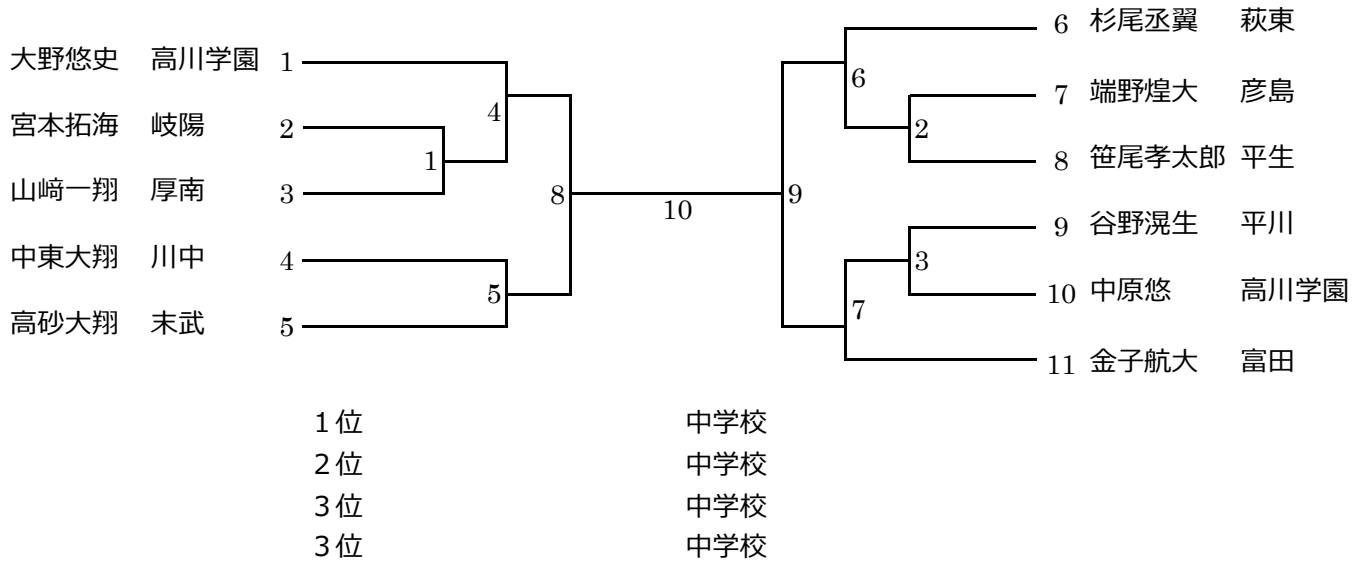 大野悠史 高川学園 1
宮本拓海 岐陽 2
山﨑一翔 厚南 3
中東大翔 川中 4
高砂大翔 末武 5
1
4
5
8
10
9
6
2
3
7
6 杉尾丞翼 萩東
7 端野煌大 彦島
8 笹尾孝太郎 平生
9 谷野滉生 平川
10 中原悠 高川学園
11 金子航大 富田
1位 中学校
2位 中学校
3位 中学校
3位 中学校